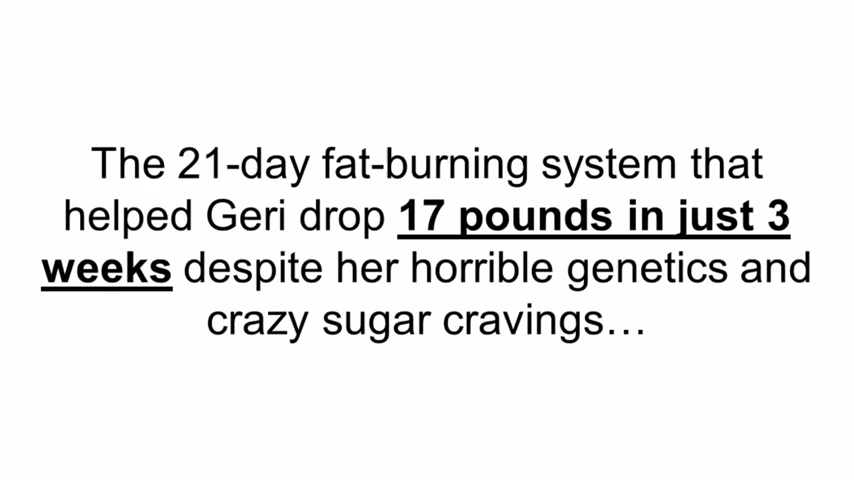 The 21-day fat-burning system that
helped Geri drop 17 pounds in just 3
weeks despite her horrible genetics and
crazy sugar cravings…